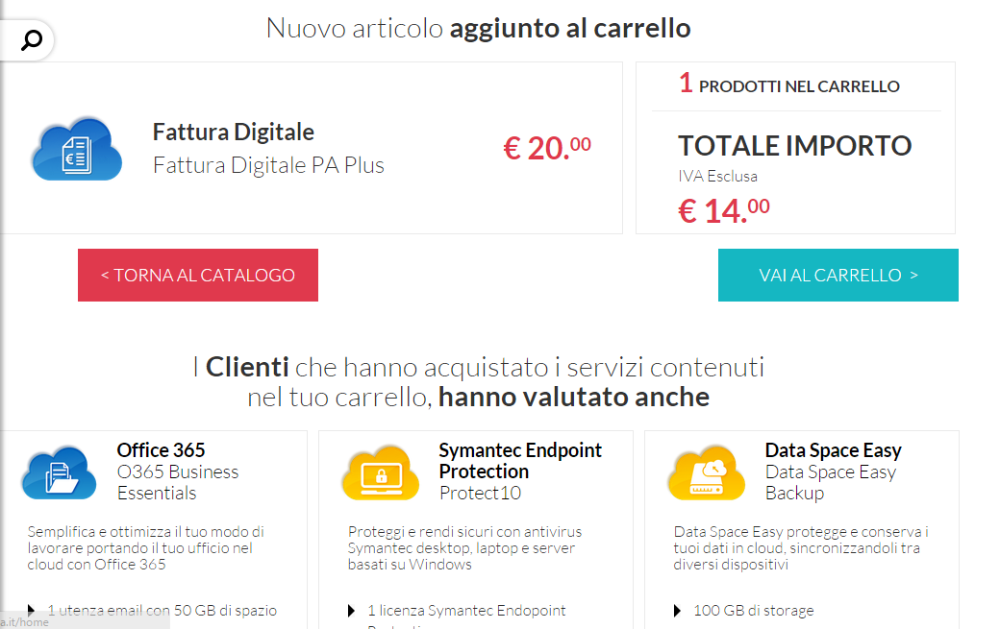 Nuovo articolo aggiunto al carrello
Fattura Digitale
Fattura Digitale PA Plus
€ 20.00
1 PRODOTTI NEL CARRELLO
TOTALE IMPORTO
IVA Esclusa
€ 14.00
< TORNA AL CATALOGO
VAI AL CARRELLO >
I Clienti che hanno acquistato i servizi contenuti
nel tuo carrello, hanno valutato anche
Office 365
O365 Business
Essentials
Semplifica e ottimizza il tuo modo di
lavorare portando il tuo ufficio nel
cloud con Office 365
1 utenza email con 50 GB di spazio
Symantec Endpoint
Protection
Protect10
Proteggi e rendi sicuri con antivirus
Symantec desktop, laptop e server
basati su Windows
1 licenza Symantec Endopoint
Data Space Easy
Data Space Easy
Backup
Data Space Easy protegge e conserva i
tuoi dati in cloud, sincronizzandoli tra
diversi dispositivi
100 GB di storage
a.it/home